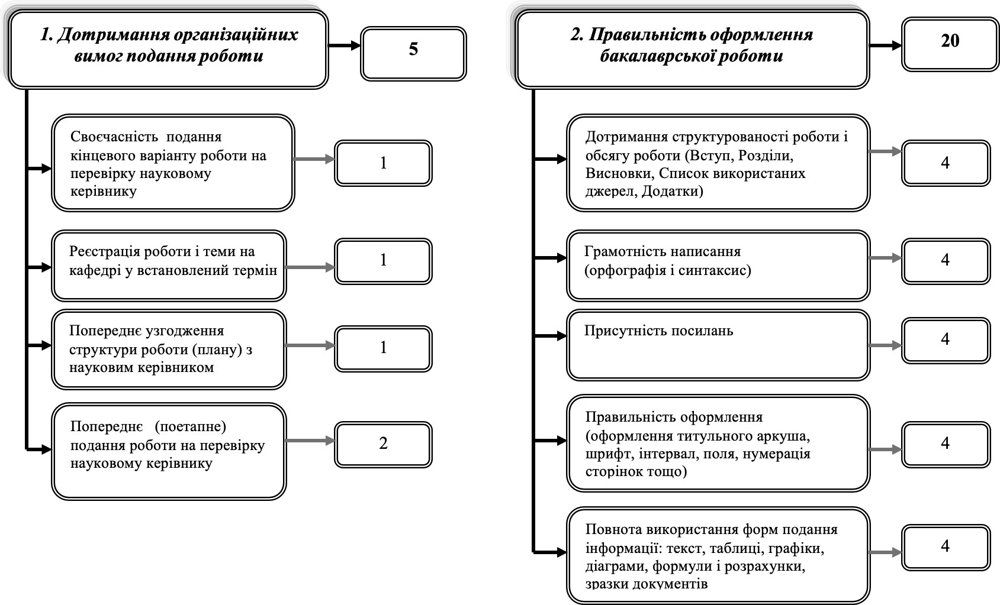 1. Дотримання організаційних
вимог подання роботи
5
Своєчасність подання
кінцевого варіанту роботи на
перевірку науковому
керівнику
1
Реєстрація роботи і теми на
кафедрі у встановлений термін
1
Попереднє узгодження
структури роботи (плану) з
науковим керівником
1
Попереднє (поетапне)
подання роботи на перевірку
науковому керівнику
2
2. Правильність оформлення
бакалаврської роботи
20
Дотримання структурованості роботи і
обсягу роботи (Вступ, Розділи,
Висновки, Список використаних
джерел, Додатки)
4
Грамотність написання
(орфографія і синтаксис)
4
Присутність посилань
4
Правильність оформлення
(оформлення титульного аркуша,
шрифт, інтервал, поля, нумерація
сторінок тощо)
4
Повнота використання форм подання
інформації: текст, таблиці, графіки,
діаграми, формули і розрахунки,
зразки документів
4